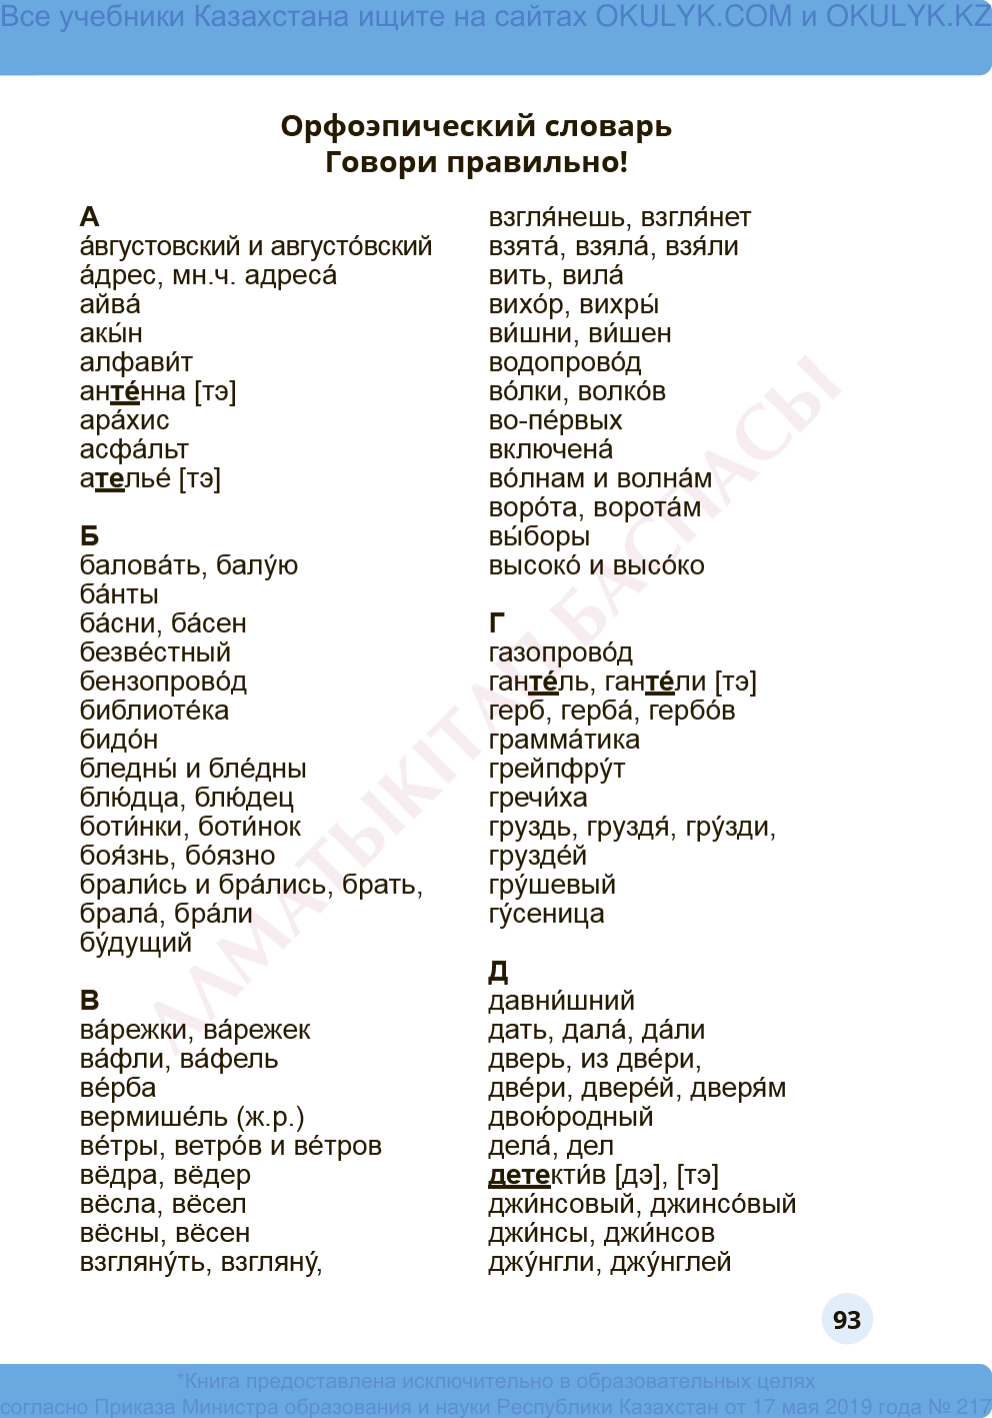 Все учебники Казахстана ищите на сайтах OKULYK.COM и OKULYK.KZ
Орфоэпический словарь
Говори правильно!
А
а́вгустовский и августо́вский
а́дрес, мн.ч. адреса́
айва́
акы́н
алфави́т
анте́нна [тэ]
ара́хис
асфа́льт
ателье́ [тэ]
Б
балова́ть, балу́ю
ба́нты
ба́сни, ба́сен
безве́стный
бензопрово́д
библиоте́ка
бидо́н
бледны́ и бле́дны
блю́дца, блю́дец
боти́нки, боти́нок
боя́знь, бо́язно
брали́сь и бра́лись, брать,
брала́, бра́ли
бу́дущий
В
ва́режки, ва́режек
ва́фли, ва́фель
ве́рба
вермише́ль (ж.р.)
ве́тры, ветро́в и ве́тров
вёдра, вёдер
вёсла, вёсел
вёсны, вёсен
взгляну́ть, взгляну́,
взгля́нешь, взгля́нет
взята́, взяла́, взя́ли
вить, вила́
вихо́р, вихры́
ви́шни, ви́шен
водопрово́д
во́лки, волко́в
во-пе́рвых
включена́
во́лнам и волна́м
воро́та, ворота́м
вы́боры
высоко́ и высо́ко
Г
газопрово́д
ганте́ль, ганте́ли [тэ]
герб, герба́, гербо́в
грамма́тика
грейпфру́т
гречи́ха
груздь, груздя́, гру́зди,
грузде́й
гру́шевый
гу́сеница
Д
давни́шний
дать, дала́, да́ли
дверь, из две́ри,
две́ри, двере́й, дверя́м
двою́родный
дела́, дел
детекти́в [дэ], [тэ]
джи́нсовый, джинсо́вый
джи́нсы, джи́нсов
джу́нгли, джу́нглей
АЛМАТЫКІТАП БАСПАСЫ
93
*Книга предоставлена исключительно в образовательных целях
согласно Приказа Министра образования и науки Республики Казахстан от 17 мая 2019 года № 217